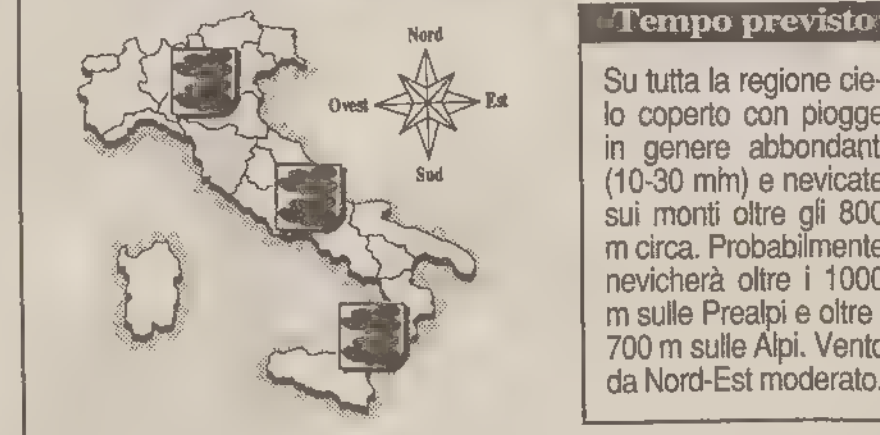 Nord
Ovest
Est
Sud
Tempo previsto
Su tutta la regione cie-
lo coperto con piogge
in genere abbondant
(10-30 mm) e nevicate
sui monti oltre gli 800
m circa. Probabilmente
nevicherà oltre i 1000
m sulle Prealpi e oltre
700 m sulle Alpi. Vento
da Nord-Est moderato.